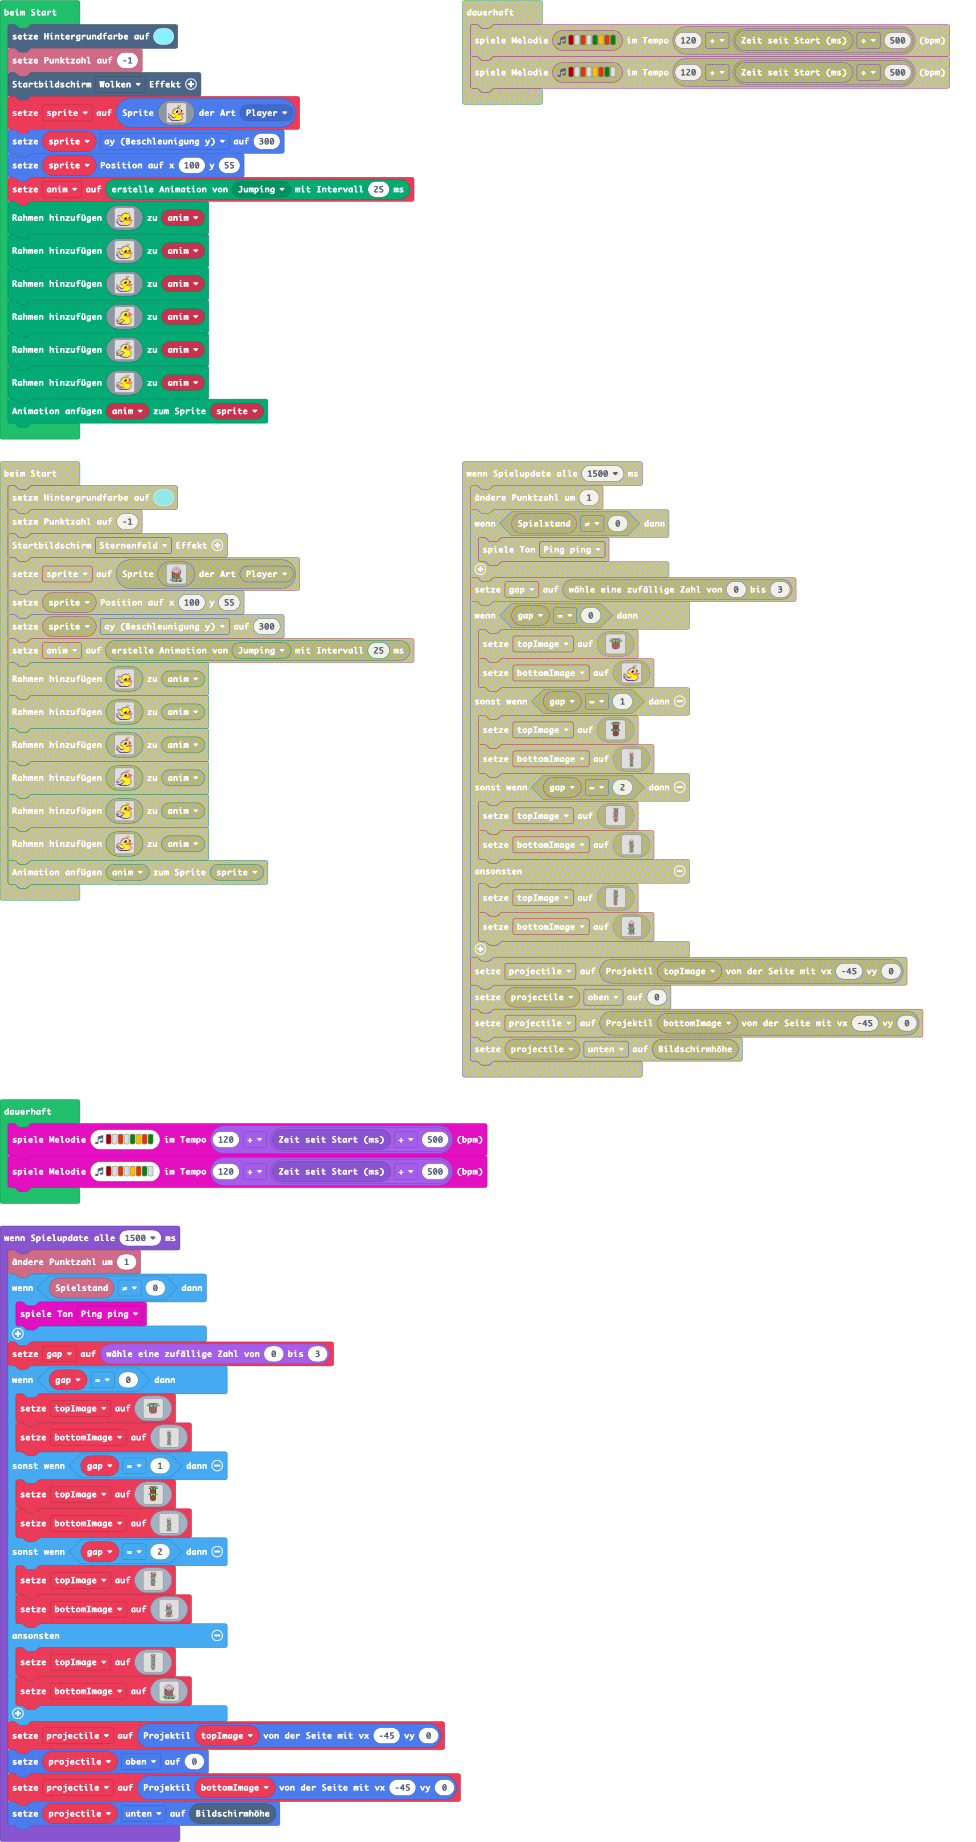 beim Start
setze Hintergrundfarbe auf
setze Punktzahl auf -1
Startbildschirm Wolken Effekt
setze sprite auf Sprite der Art Player
setze sprite ay (Beschleunigung y) auf 300
setze sprite Position auf x 100 y 55
setze anim auf erstelle Animation von Jumping mit Intervall 25 ms
Rahmen hinzufügen zu anim
Rahmen hinzufügen zu anim
Rahmen hinzufügen zu anim
Rahmen hinzufügen zu anim
Rahmen hinzufügen zu anim
Rahmen hinzufügen zu anim
Animation anfügen anim zum Sprite sprite
dauerhaft
spiele Melodie im Tempo 120 + Zeit seit Start (ms) ÷ 500 (bpm)
spiele Melodie im Tempo 120 + Zeit seit Start (ms) ÷ 500 (bpm)
beim Start
setze Hintergrundfarbe auf
setze Punktzahl auf -1
Startbildschirm Sternenfeld Effekt
setze sprite auf Sprite der Art Player
setze sprite Position auf x 100 y 55
setze sprite ay (Beschleunigung y) auf 300
setze anim auf erstelle Animation von Jumping mit Intervall 25 ms
Rahmen hinzufügen zu anim
Rahmen hinzufügen zu anim
Rahmen hinzufügen zu anim
Rahmen hinzufügen zu anim
Rahmen hinzufügen zu anim
Rahmen hinzufügen zu anim
Animation anfügen anim zum Sprite sprite
wenn Spielupdate alle 1500 ms
ändere Punktzahl um 1
wenn Spielstand ≠ 0 dann
spiele Ton Ping ping
setze gap auf wähle eine zufällige Zahl von 0 bis 3
wenn gap = 0 dann
setze topImage auf
setze bottomImage auf
sonst wenn gap = 1 dann
setze topImage auf
setze bottomImage auf
sonst wenn gap = 2 dann
setze topImage auf
setze bottomImage auf
ansonsten
setze topImage auf
setze bottomImage auf
setze projectile auf Projektil topImage von der Seite mit vx -45 vy 0
setze projectile oben auf 0
setze projectile auf Projektil bottomImage von der Seite mit vx -45 vy 0
setze projectile unten auf Bildschirmhöhe
dauerhaft
spiele Melodie im Tempo 120 + Zeit seit Start (ms) ÷ 500 (bpm)
spiele Melodie im Tempo 120 + Zeit seit Start (ms) ÷ 500 (bpm)
wenn Spielupdate alle 1500 ms
ändere Punktzahl um 1
wenn Spielstand ≠ 0 dann
spiele Ton Ping ping
setze gap auf wähle eine zufällige Zahl von 0 bis 3
wenn gap = 0 dann
setze topImage auf
setze bottomImage auf
sonst wenn gap = 1 dann
setze topImage auf
setze bottomImage auf
sonst wenn gap = 2 dann
setze topImage auf
setze bottomImage auf
ansonsten
setze topImage auf
setze bottomImage auf
setze projectile auf Projektil topImage von der Seite mit vx -45 vy 0
setze projectile oben auf 0
setze projectile auf Projektil bottomImage von der Seite mit vx -45 vy 0
setze projectile unten auf Bildschirmhöhe